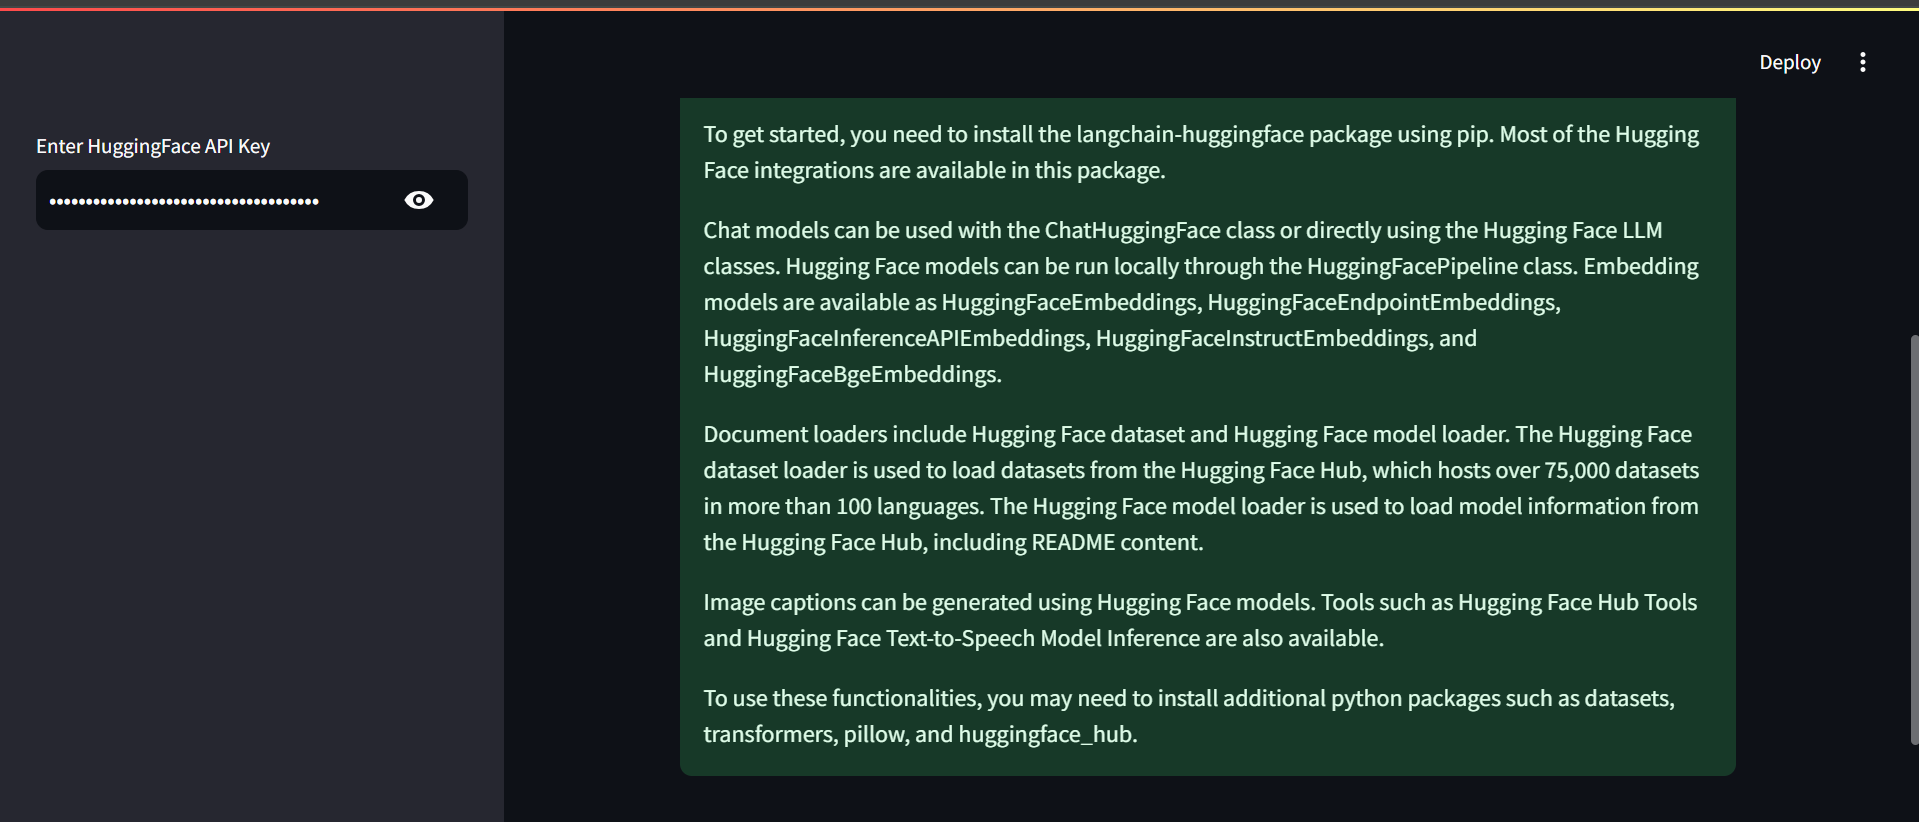 Deploy
Enter HuggingFace API Key
To get started, you need to install the langchain-huggingface package using pip. Most of the Hugging
Face integrations are available in this package.
Chat models can be used with the ChatHuggingFace class or directly using the Hugging Face LLM
classes. Hugging Face models can be run locally through the HuggingFacePipeline class. Embedding
models are available as HuggingFaceEmbeddings, HuggingFaceEndpointEmbeddings,
HuggingFaceInferenceAPIEmbeddings, HuggingFaceInstructEmbeddings, and
HuggingFaceBgeEmbeddings.
Document loaders include Hugging Face dataset and Hugging Face model loader. The Hugging Face
dataset loader is used to load datasets from the Hugging Face Hub, which hosts over 75,000 datasets
in more than 100 languages. The Hugging Face model loader is used to load model information from
the Hugging Face Hub, including README content.
Image captions can be generated using Hugging Face models. Tools such as Hugging Face Hub Tools
and Hugging Face Text-to-Speech Model Inference are also available.
To use these functionalities, you may need to install additional python packages such as datasets,
transformers, pillow, and huggingface_hub.